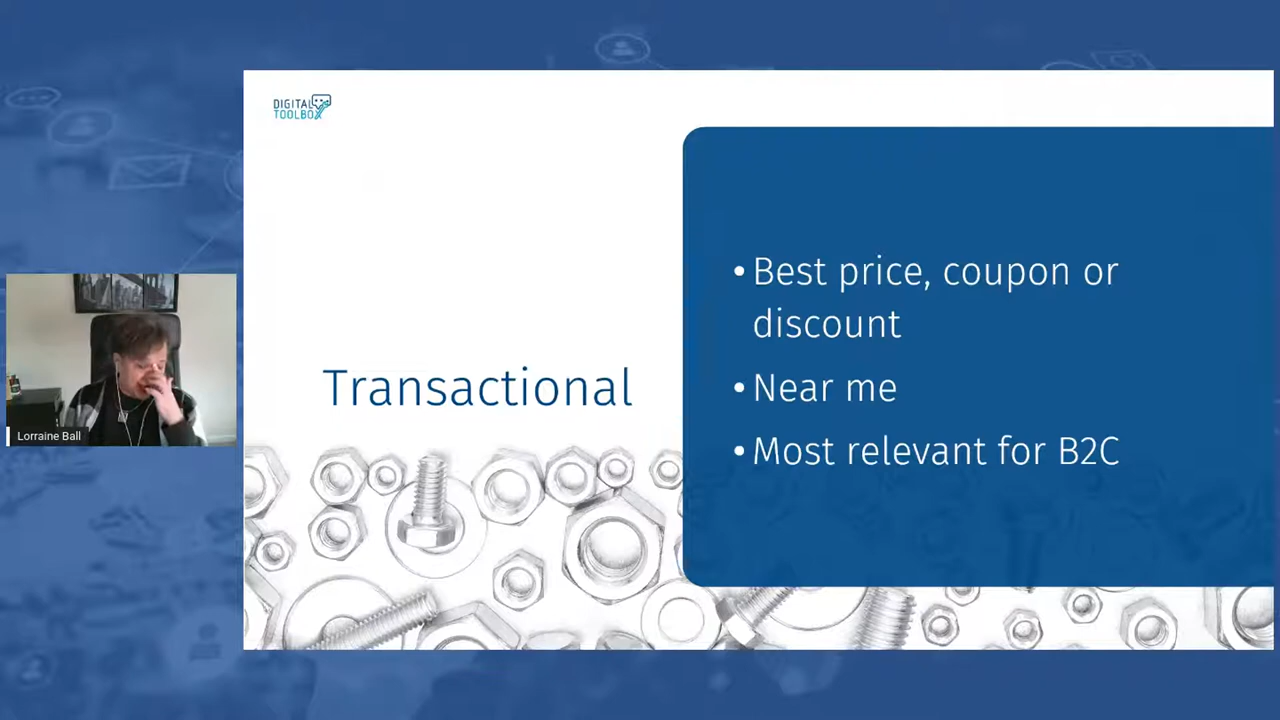 DIGITAL
TOOLBOX
• Best price, coupon or
discount
Transactional
• Near me
• Most relevant for B2C
Lorraine Ball